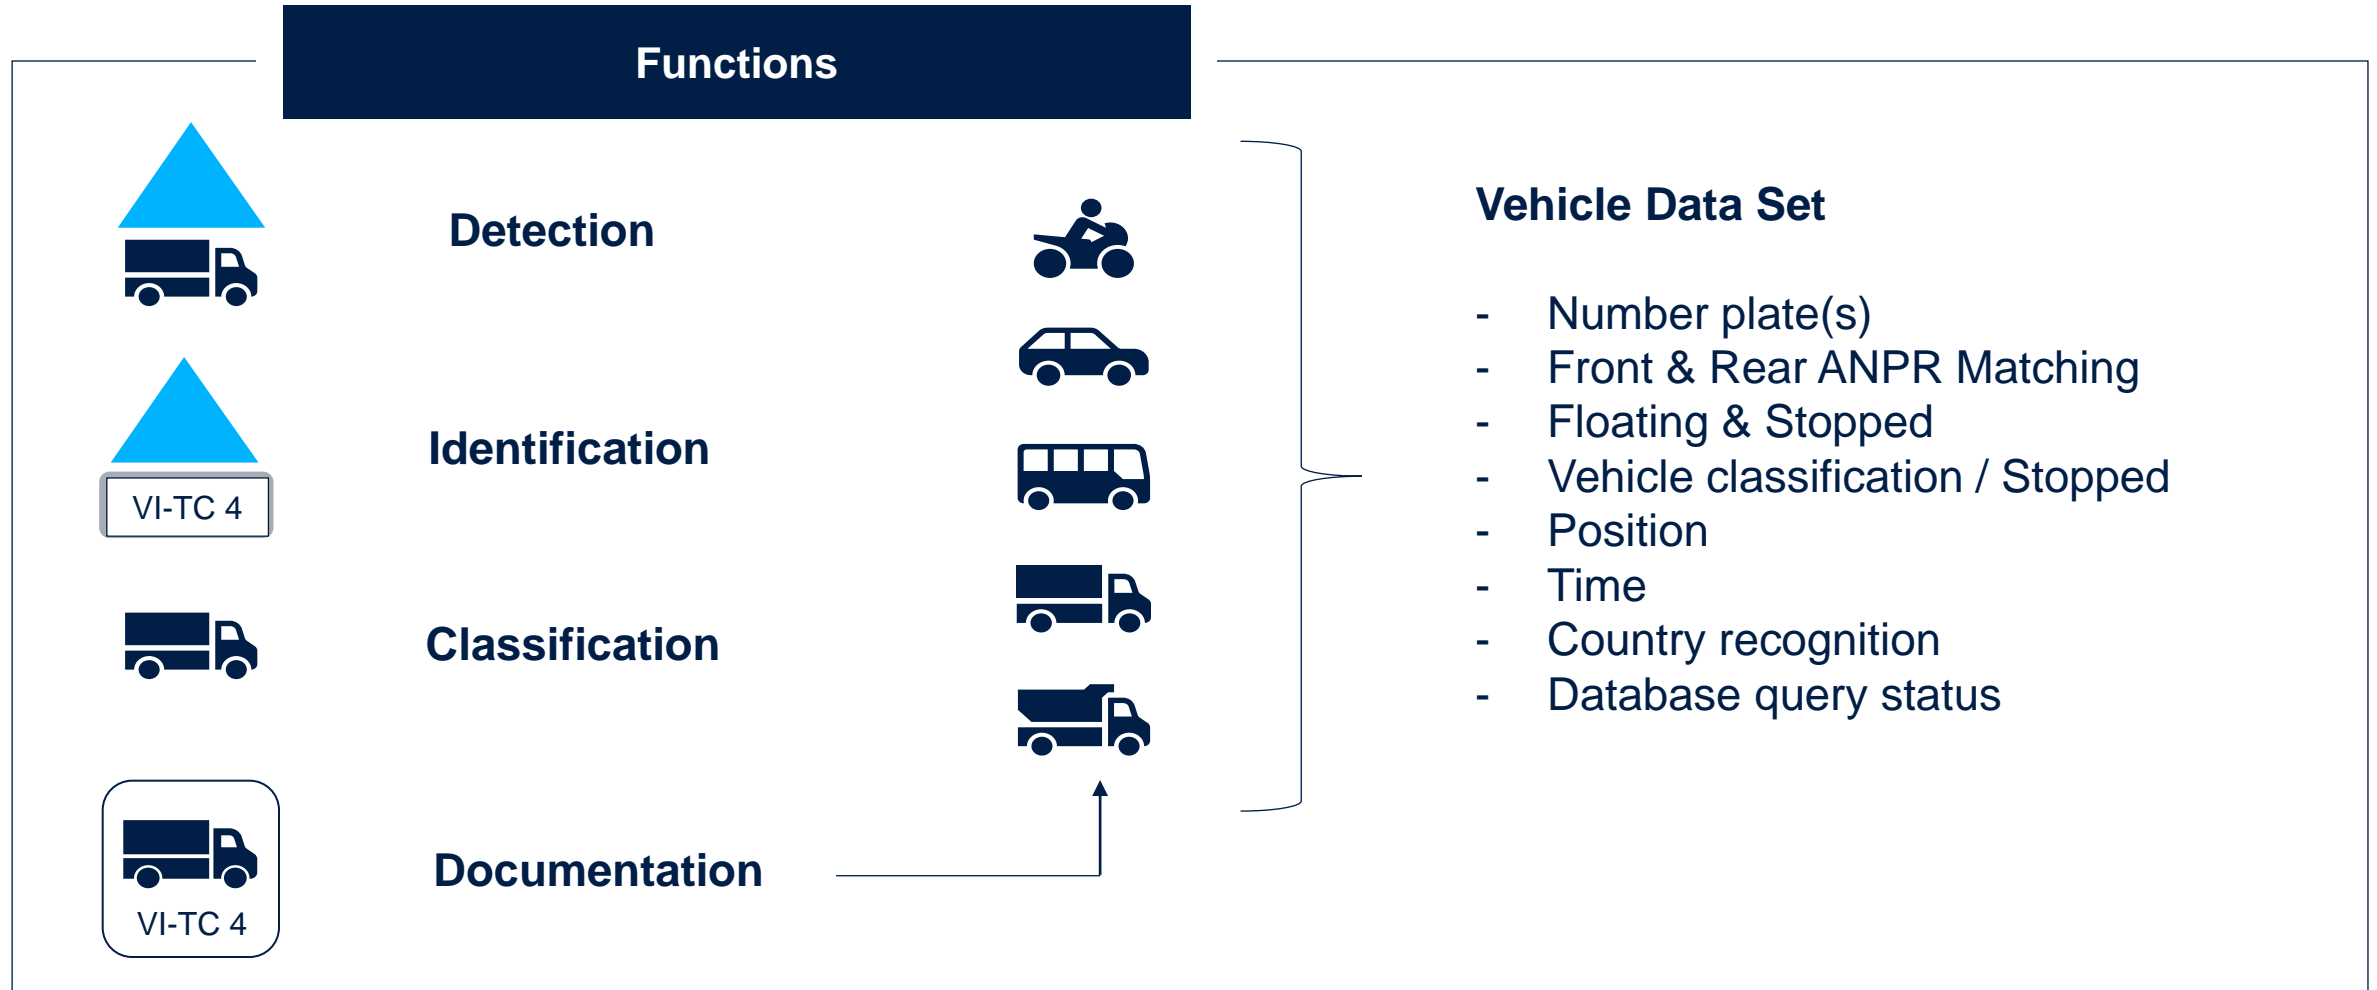 Functions
Detection
Identification
VI-TC 4
Classification
Documentation
VI-TC 4
Vehicle Data Set
- Number plate(s)
- Front & Rear ANPR Matching
- Floating & Stopped
- Vehicle classification / Stopped
- Position
- Time
- Country recognition
- Database query status